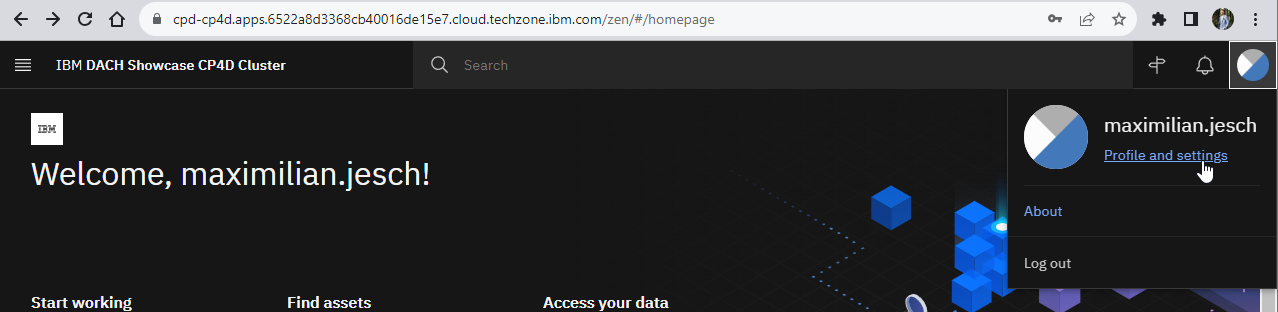 cpd-cp4d.apps.6522a8d3368cb40016de15e7.cloud.techzone.ibm.com/zen/#/homepage
IBM DACH Showcase CP4D Cluster
Search
IBM
Welcome, maximilian.jesch!
maximilian.jesch
Profile and settings
About
Log out
Start working
Find assets
Access your data